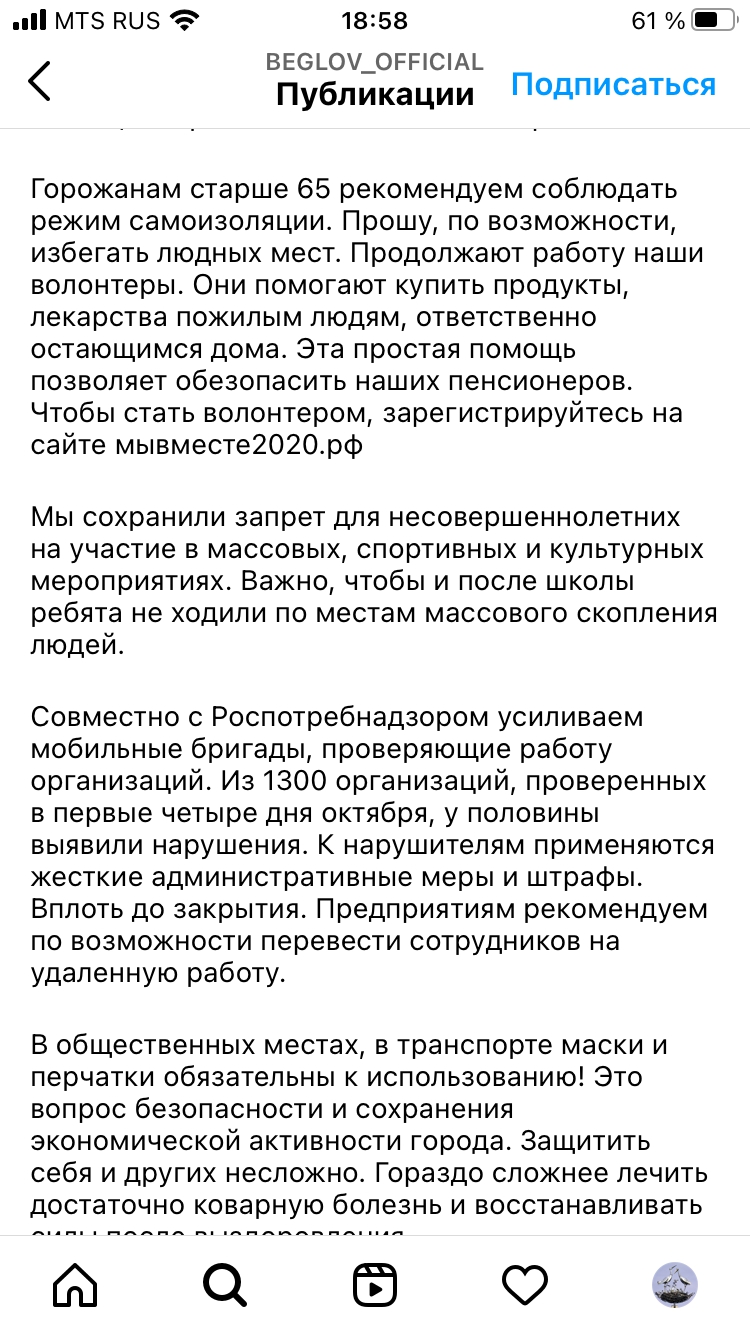 MTS RUS
18:58
61 %
BEGLOV_OFFICIAL
Публикации
Подписаться
Горожанам старше 65 рекомендуем соблюдать
режим самоизоляции. Прошу, по возможности,
избегать людных мест. Продолжают работу наши
волонтеры. Они помогают купить продукты,
лекарства пожилым людям, ответственно
остающимся дома. Эта простая помощь
позволяет обезопасить наших пенсионеров.
Чтобы стать волонтером, зарегистрируйтесь на
сайте мывместе2020.рф
Мы сохранили запрет для несовершеннолетних
на участие в массовых, спортивных и культурных
мероприятиях. Важно, чтобы и после школы
ребята не ходили по местам массового скопления
людей.
Совместно с Роспотребнадзором усиливаем
мобильные бригады, проверяющие работу
организаций. Из 1300 организаций, проверенных
в первые четыре дня октября, у половины
выявили нарушения. К нарушителям применяются
жесткие административные меры и штрафы.
Вплоть до закрытия. Предприятиям рекомендуем
по возможности перевести сотрудников на
удаленную работу.
В общественных местах, в транспорте маски и
перчатки обязательны к использованию! Это
вопрос безопасности и сохранения
экономической активности города. Защитить
себя и других несложно. Гораздо сложнее лечить
достаточно коварную болезнь и восстанавливать
силы после выздоровления